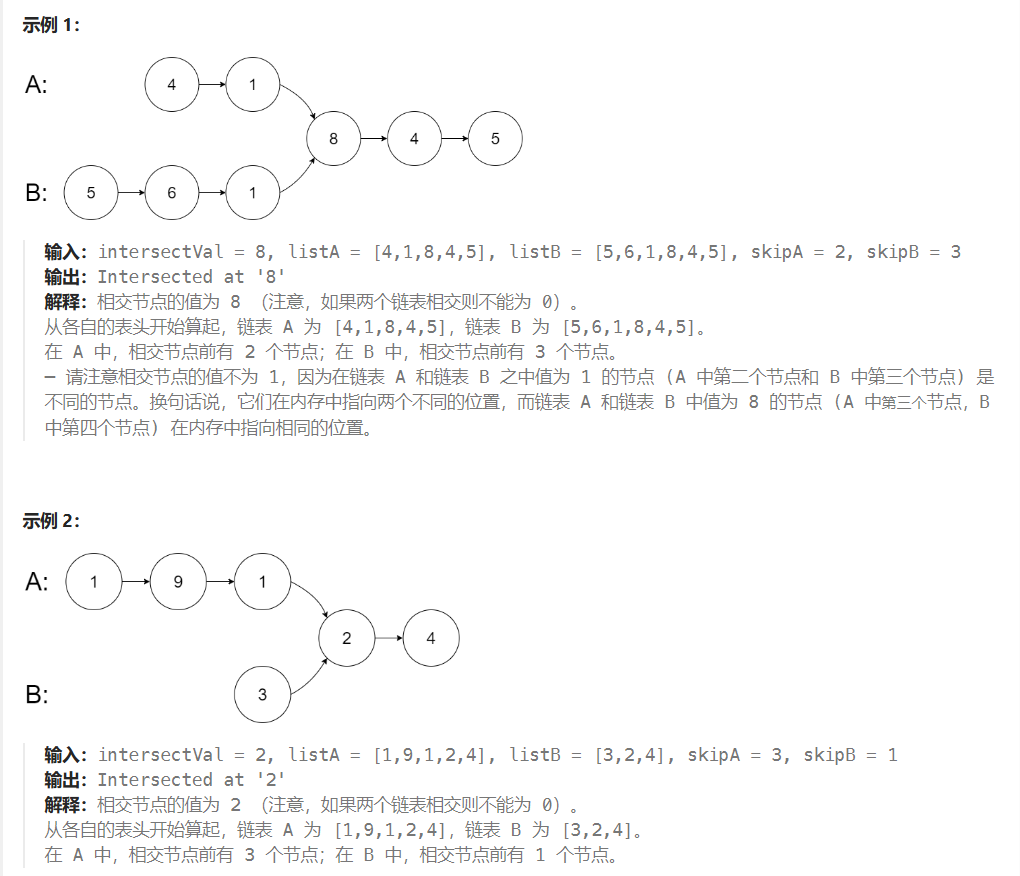 示例 1：
A: 4 1
8 4 5
B: 5 6 1
输入：intersectVal = 8, listA = [4,1,8,4,5], listB = [5,6,1,8,4,5], skipA = 2, skipB = 3
输出：Intersected at '8'
解释：相交节点的值为 8 （注意，如果两个链表相交则不能为 0）。
从各自的表头开始算起，链表 A 为 [4,1,8,4,5]，链表 B 为 [5,6,1,8,4,5]。
在 A 中，相交节点前有 2 个节点；在 B 中，相交节点前有 3 个节点。
— 请注意相交节点的值不为 1，因为在链表 A 和链表 B 之中值为 1 的节点 (A 中第二个节点和 B 中第三个节点) 是
不同的节点。换句话说，它们在内存中指向两个不同的位置，而链表 A 和链表 B 中值为 8 的节点 (A 中第三个节点，B
中第四个节点) 在内存中指向相同的位置。
示例 2：
A: 1 9 1
2 4
B: 3
输入：intersectVal = 2, listA = [1,9,1,2,4], listB = [3,2,4], skipA = 3, skipB = 1
输出：Intersected at '2'
解释：相交节点的值为 2 （注意，如果两个链表相交则不能为 0）。
从各自的表头开始算起，链表 A 为 [1,9,1,2,4]，链表 B 为 [3,2,4]。
在 A 中，相交节点前有 3 个节点；在 B 中，相交节点前有 1 个节点。